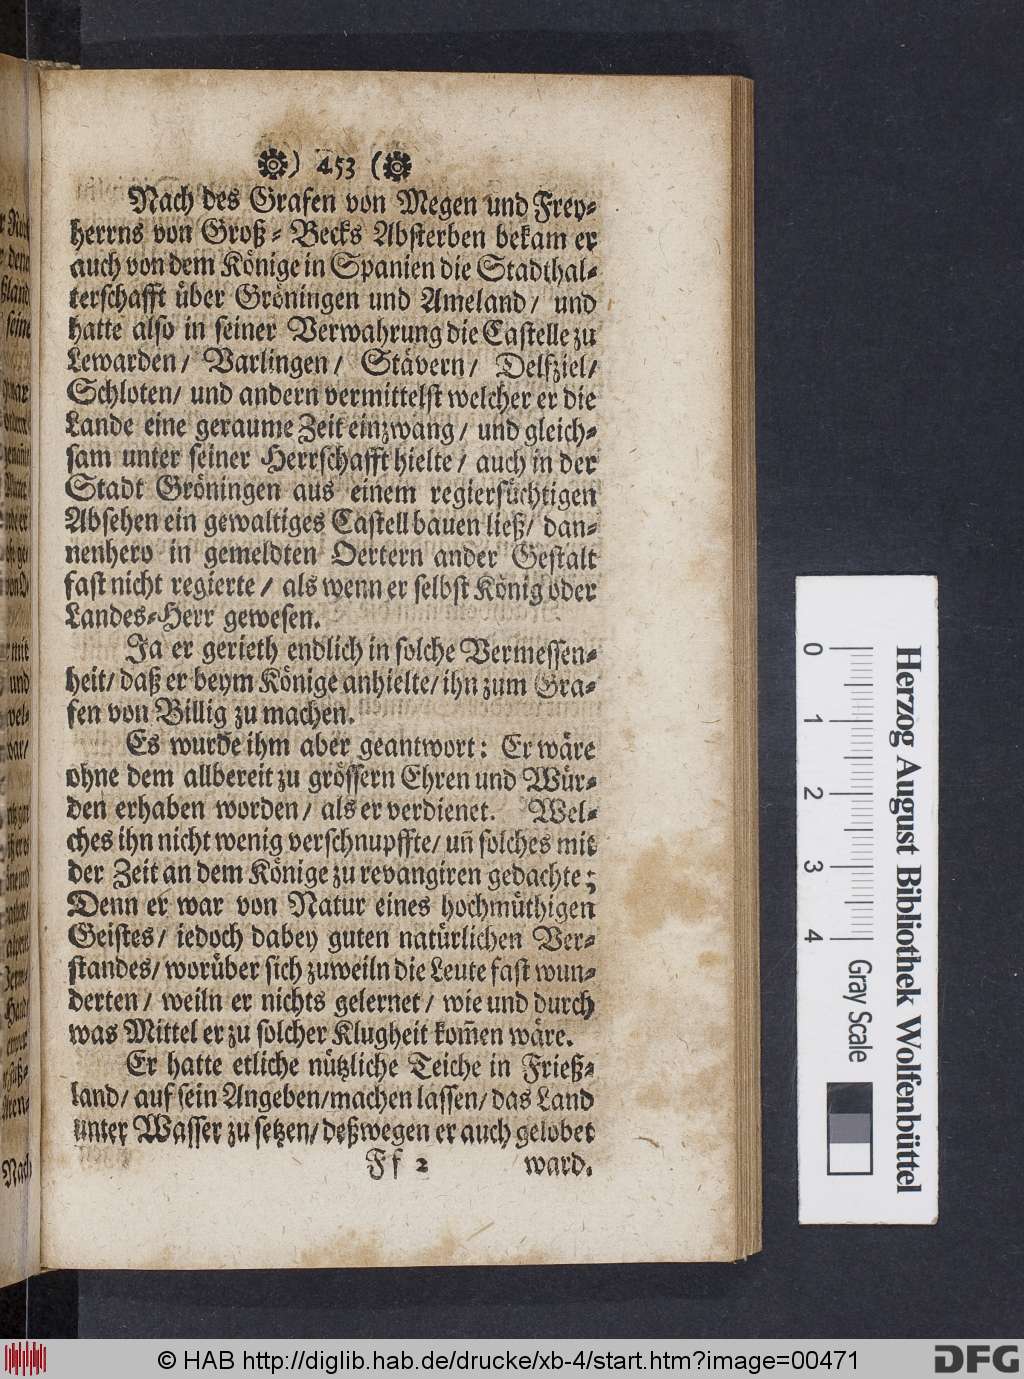 ) 453 (
Nach des Grafen von Megen und Frey-
herrns von Groß-Becks Absterben bekam er
auch von dem Könige in Spanien die Stadthal-
terschafft über Gröningen und Ameland/ und
hatte also in seiner Verwahrung die Castelle zu
Lewarden/ Varlingen/ Stävern/ Delfziel/
Schloten/ und andern vermittelst welcher er die
Lande eine geraume Zeit einzwang/ und gleich-
sam unter seiner Herrschafft hielte/ auch in der
Stadt Gröningen aus einem regiersüchtigen
Absehen ein gewaltiges Castell bauen ließ/ dan-
nenhero in gemeldten Oertern ander Gestalt
fast nicht regierte/ als wenn er selbst König oder
Landes-Herr gewesen.
Ja er gerieth endlich in solche Vermessen-
heit/ daß er beym Könige anhielte/ ihn zum Gra-
fen von Billig zu machen.
Es wurde ihm aber geantwort: Er wäre
ohne dem allbereit zu grössern Ehren und Wür-
den erhaben worden/ als er verdienet. Wel-
ches ihn nicht wenig verschnupffte/ uñ solches mit
der Zeit an dem Könige zu revangiren gedachte;
Denn er war von Natur eines hochmüthigen
Geistes/ iedoch dabey guten natürlichen Ver-
standes/ worüber sich zuweiln die Leute fast wun-
derten/ weiln er nichts gelernet/ wie und durch
was Mittel er zu solcher Klugheit kom̃en wäre.
Er hatte etliche nützliche Teiche in Frieß-
land/ auf sein Angeben/ machen lassen/ das Land
unter Wasser zu setzen/ deßwegen er auch gelobet
Ff 2 ward.
Nach
0 1 2 3 4
Gray Scale
Herzog August Bibliothek Wolfenbüttel
© HAB http://diglib.hab.de/drucke/xb-4/start.htm?image=00471
DFG